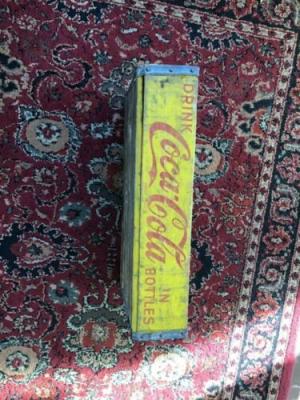 DRINK
Coca-Cola
IN
BOTTLES